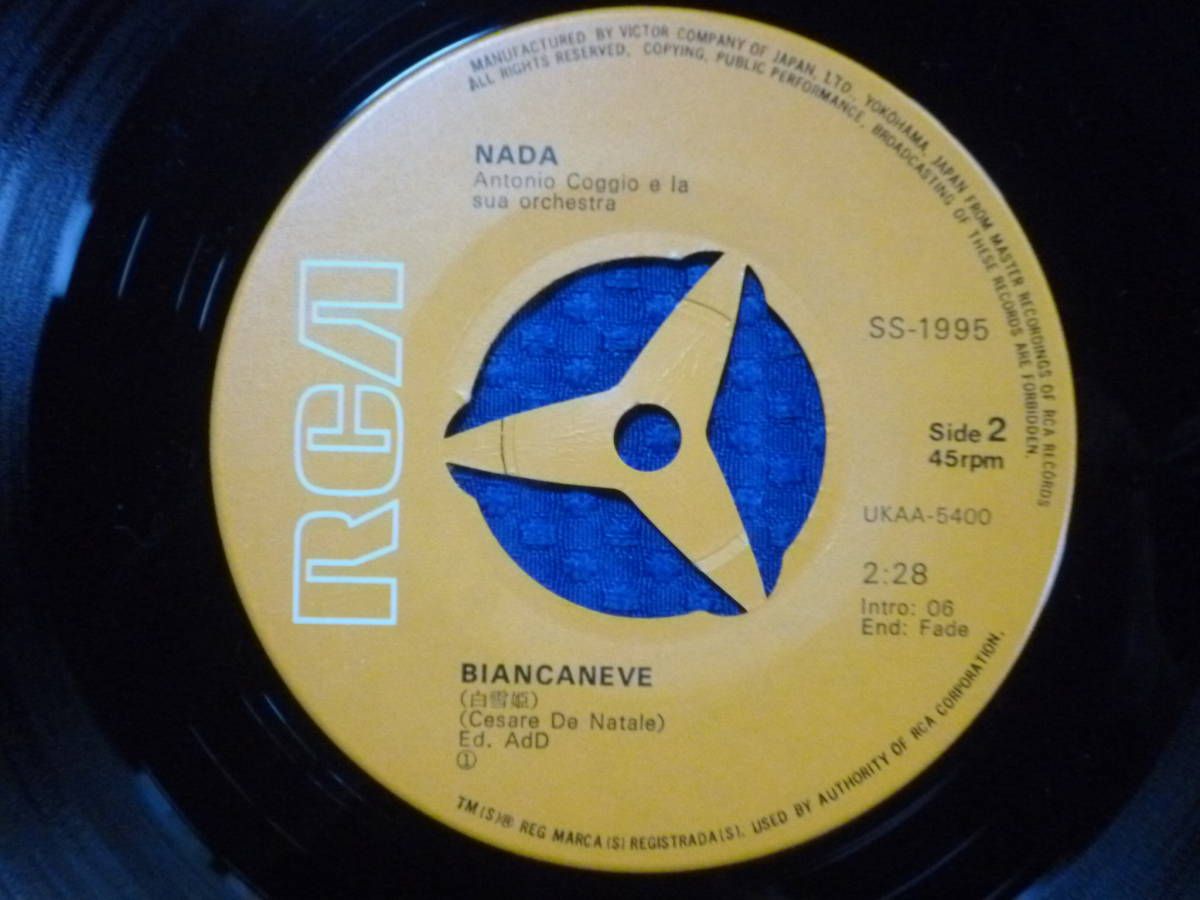 MANUFACTURED BY VICTOR COMPANY OF JAPAN, LTD., YOKOHAMA, JAPAN FROM MASTER RECORDINGS OF RCA RECORDS
ALL RIGHTS RESERVED. COPYING, PUBLIC PERFORMANCE, BROADCASTING OF THESE RECORDS ARE FORBIDDEN.
NADA
Antonio Coggio e la
sua orchestra
RCA
SS-1995
Side 2
45rpm
UKAA-5400
2:28
Intro: 06
End: Fade
BIANCANEVE
(白雪姫)
(Cesare De Natale)
Ed. AdD
①
TM(S)® REG MARCA(S) REGISTRADA(S). USED BY AUTHORITY OF RCA CORPORATION,